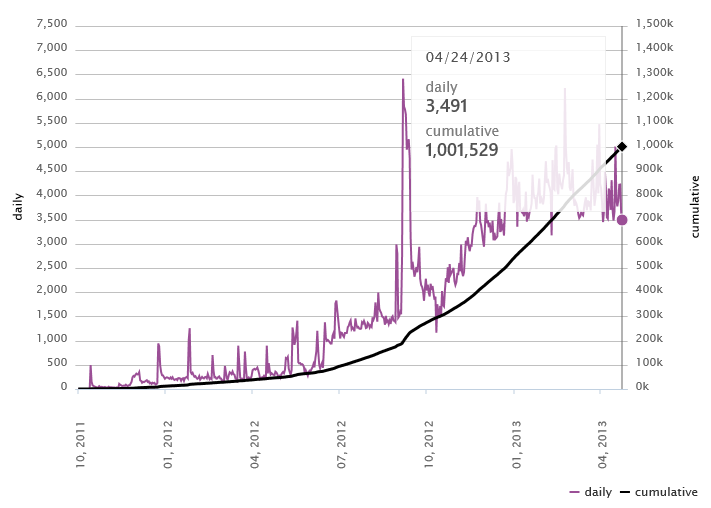 7,500
7,000
6,500
6,000
5,500
5,000
4,500
4,000
3,500
3,000
2,500
2,000
1,500
1,000
500
0
daily
1,500k
1,400k
1,300k
1,200k
1,100k
1,000k
900k
800k
700k
600k
500k
400k
300k
200k
100k
0k
cumulative
04/24/2013
daily
3,491
cumulative
1,001,529
10, 2011
01, 2012
04, 2012
07, 2012
10, 2012
01, 2013
04, 2013
daily
cumulative